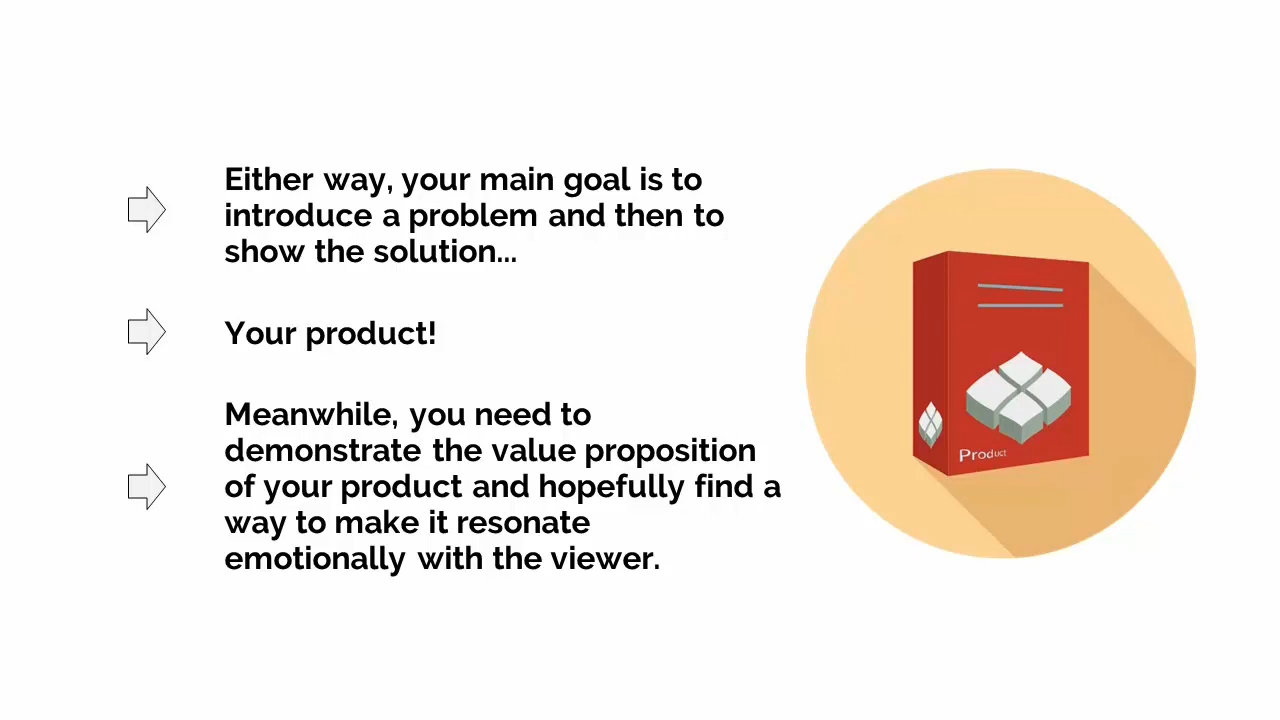 Either way, your main goal is to
introduce a problem and then to
show the solution...
Your product!
Meanwhile, you need to
demonstrate the value proposition
of your product and hopefully find a
way to make it resonate
emotionally with the viewer.
Product